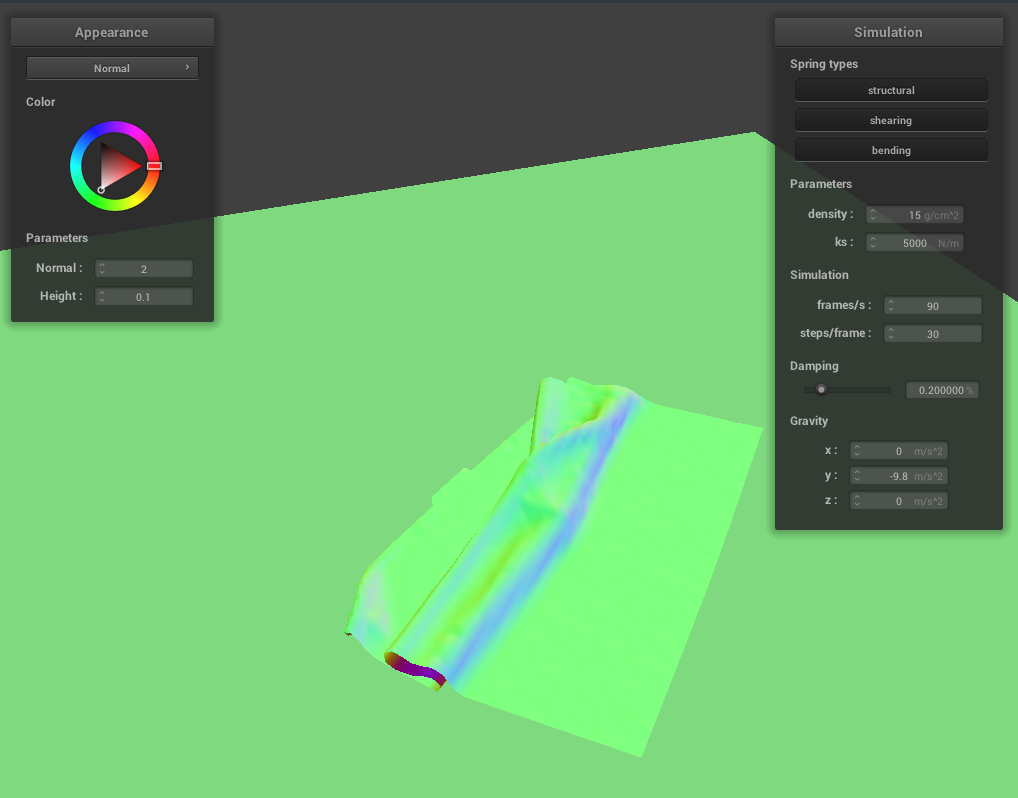 Appearance
Normal
Color
Parameters
Normal : 2
Height : 0.1
Simulation
Spring types
structural
shearing
bending
Parameters
density : 15 g/cm^2
ks : 5000 N/m
Simulation
frames/s : 90
steps/frame : 30
Damping
0.200000 %
Gravity
x : 0 m/s^2
y : -9.8 m/s^2
z : 0 m/s^2